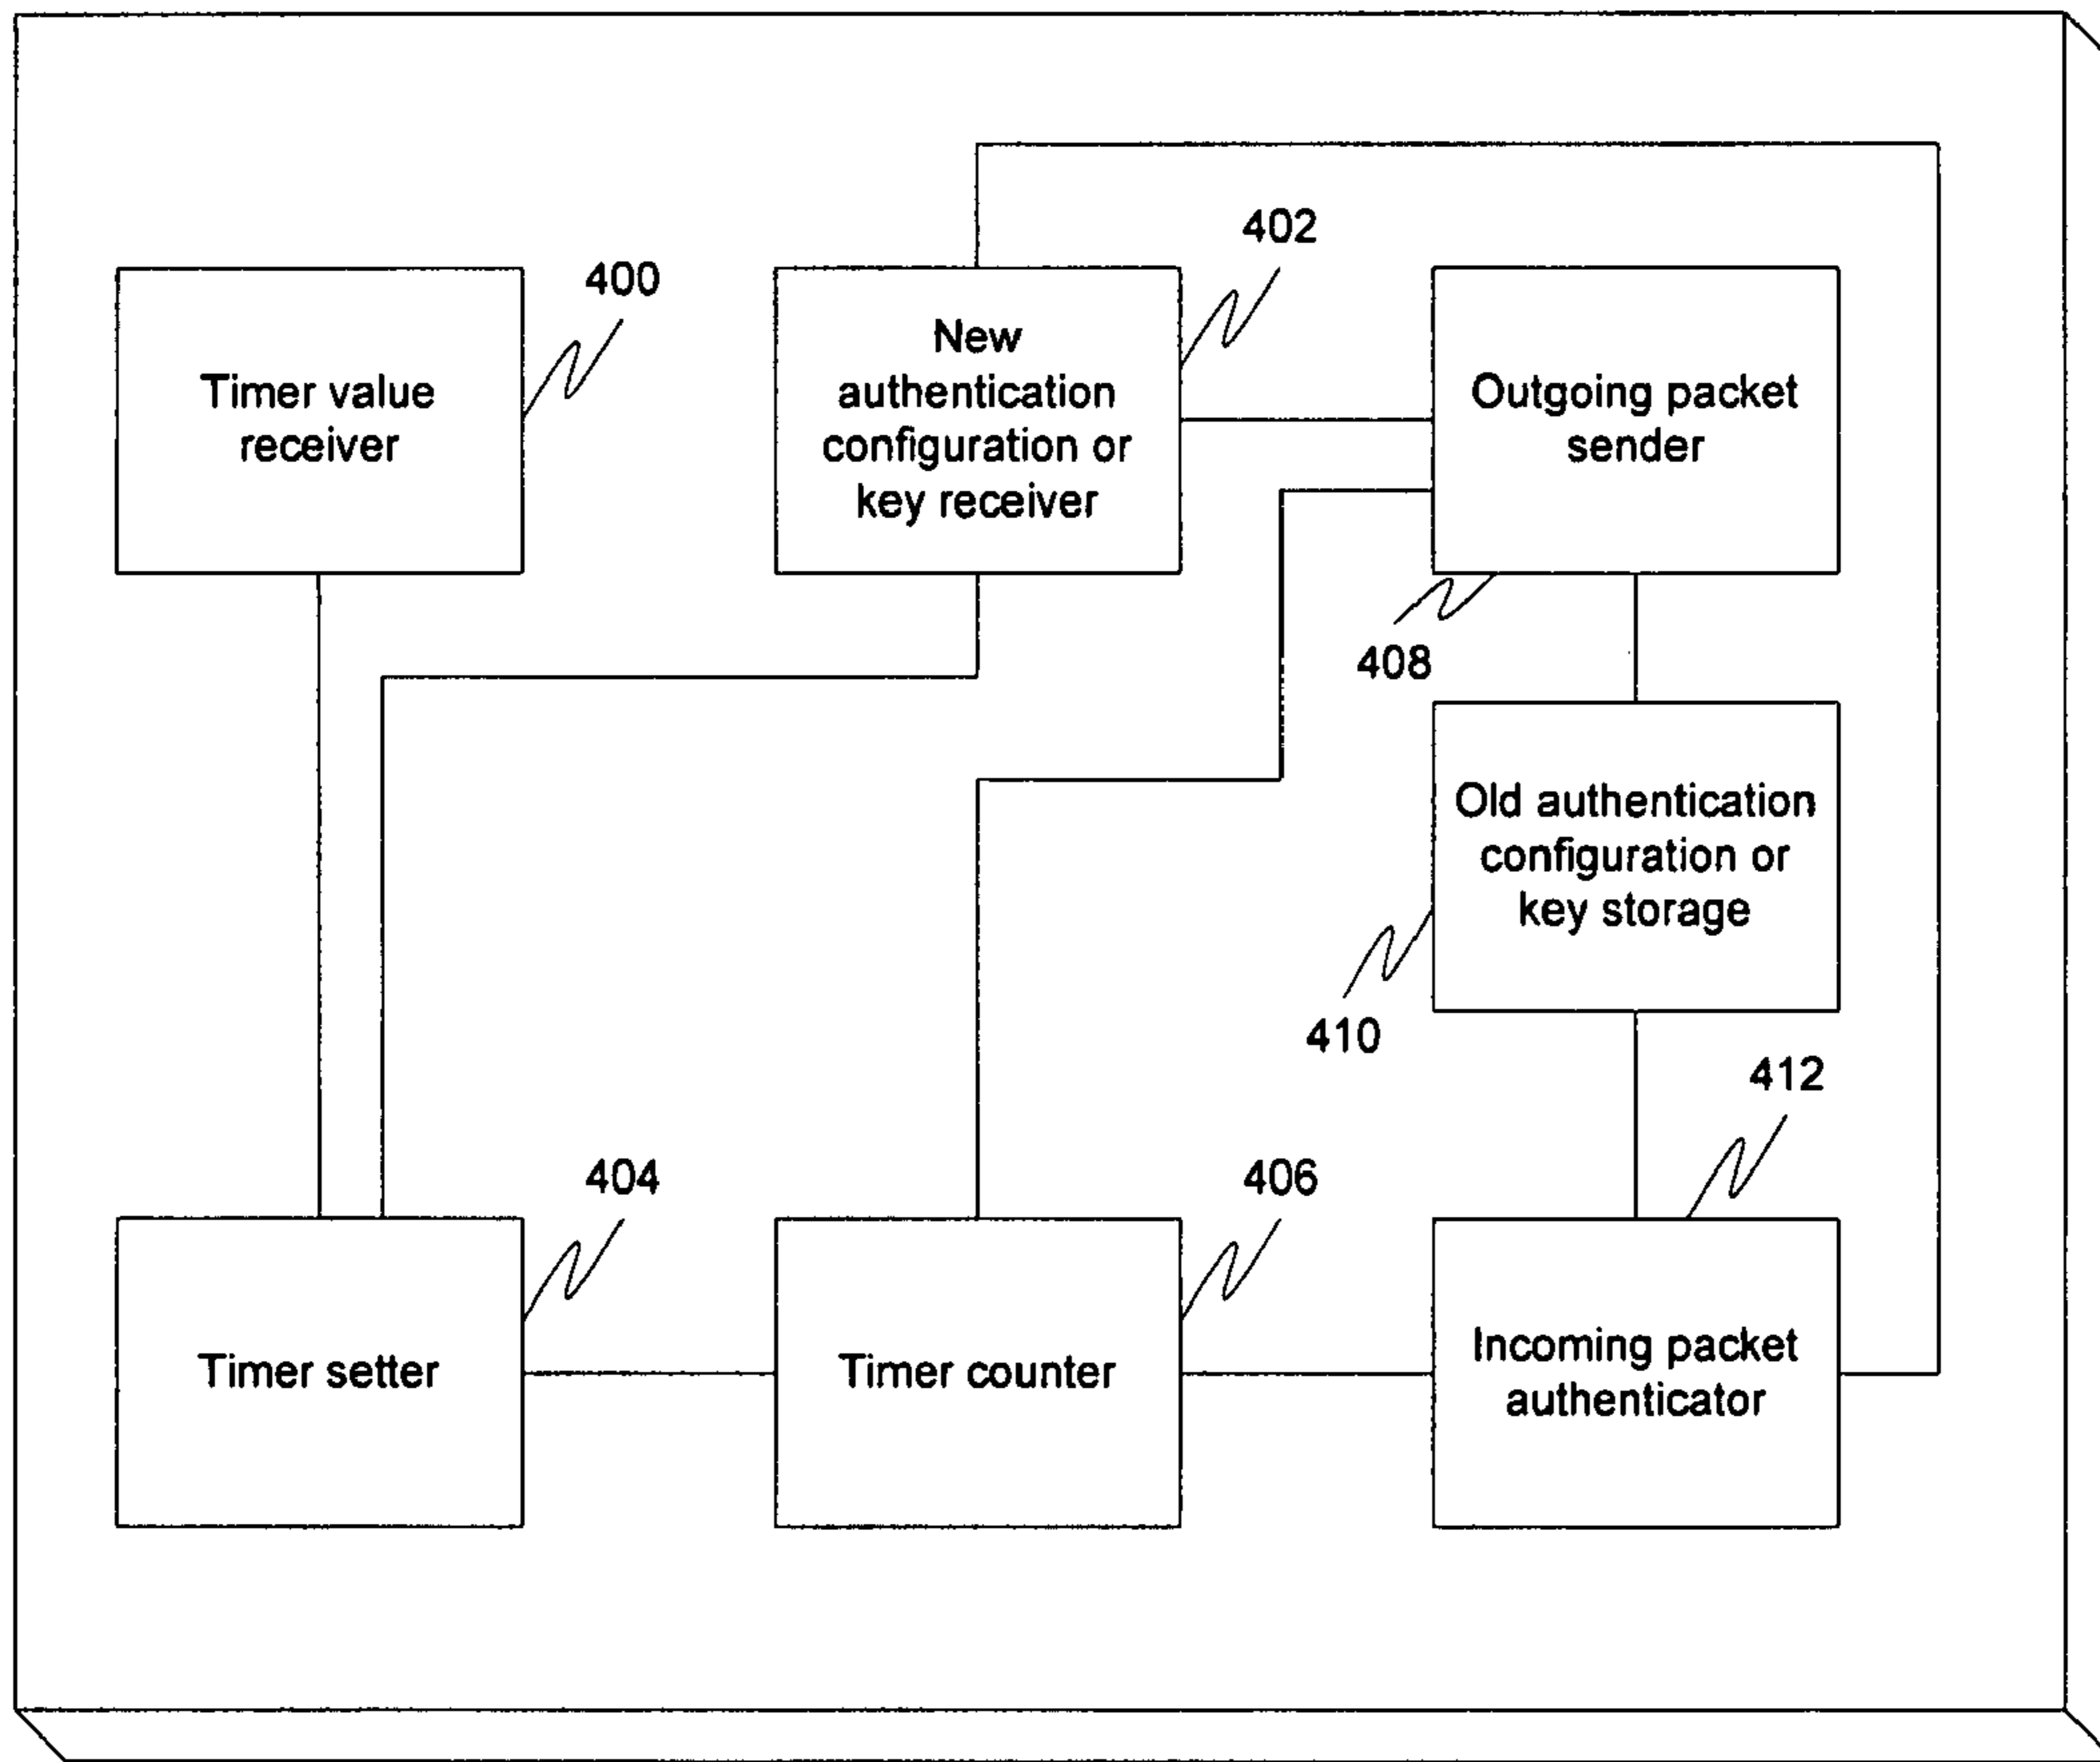 402
400
New
authentication
configuration or
key receiver
Timer value
receiver
Outgoing packet
sender
408
Old authentication
configuration or
key storage
410
412
404
406
Timer setter
Timer counter
Incoming packet
authenticator